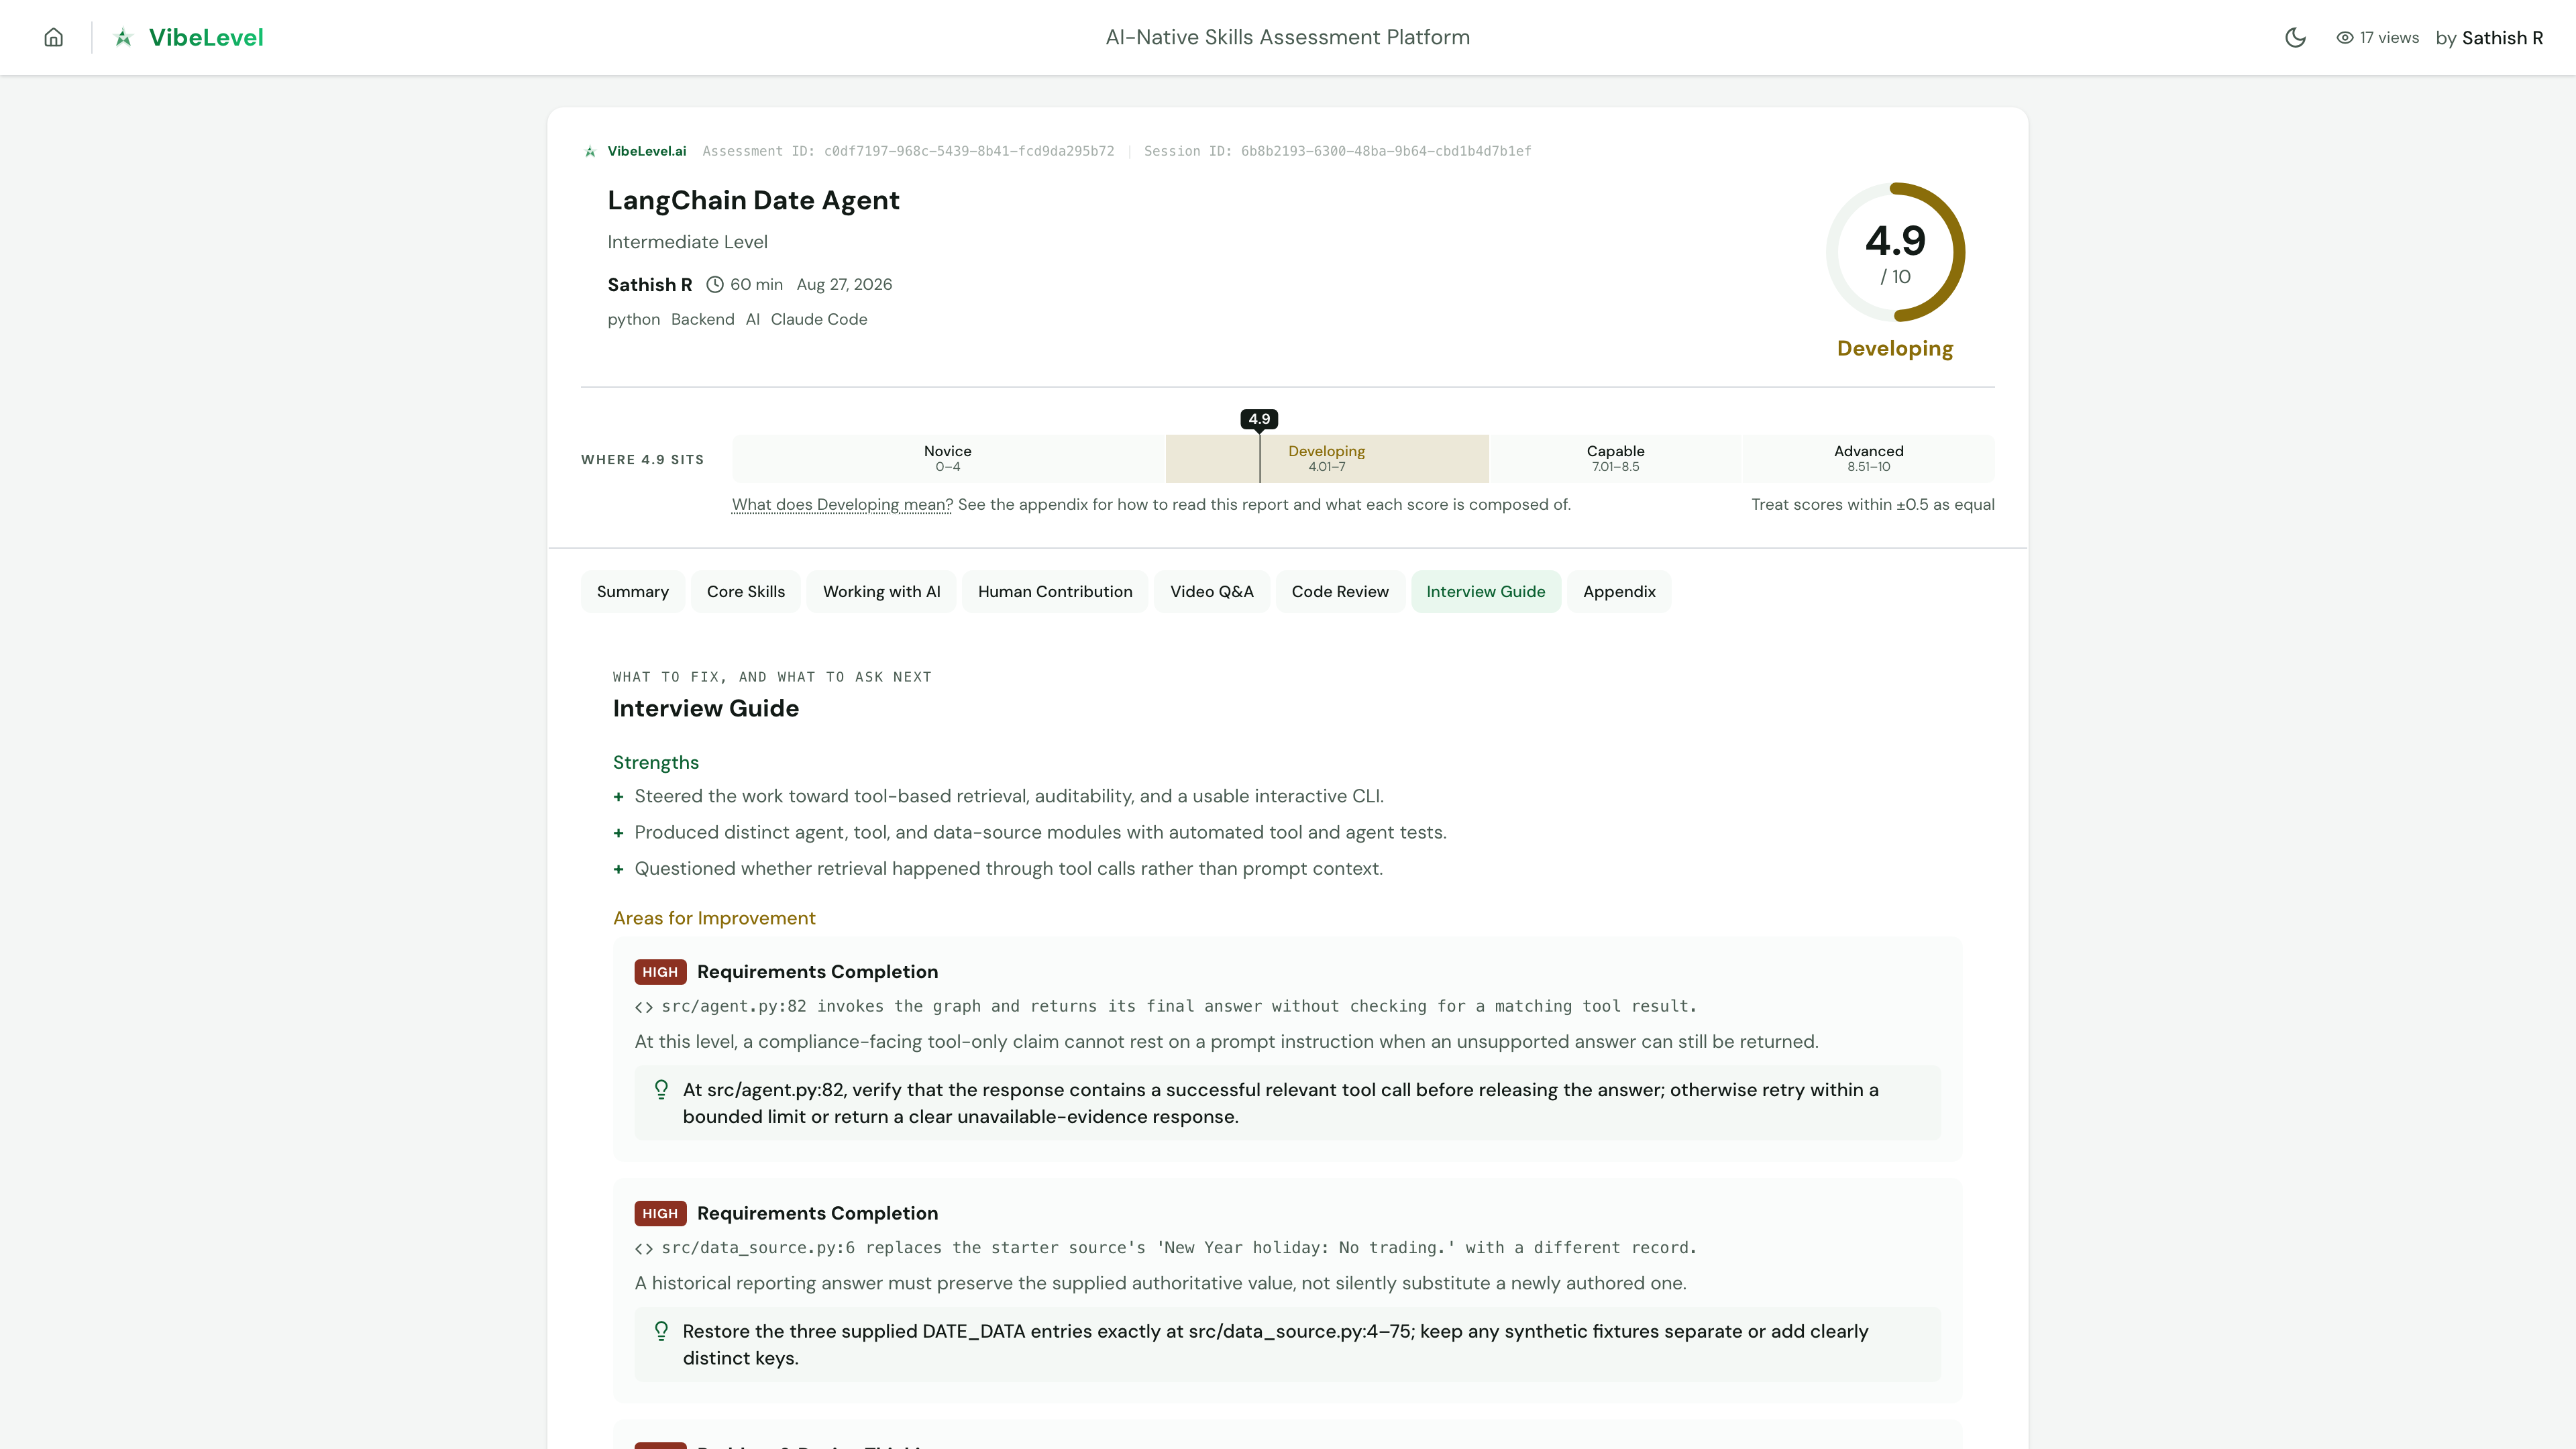 VibeLevel
AI-Native Skills Assessment Platform
17 views
by Sathish R
VibeLevel.ai Assessment ID: c0df7197-968c-5439-8b41-fcd9da295b72 Session ID: 6b8b2193-6300-48ba-9b64-cbd1b4d7b1ef
LangChain Date Agent
Intermediate Level
Sathish R 60 min Aug 27, 2026
python Backend AI Claude Code
4.9
/ 10
Developing
4.9
WHERE 4.9 SITS
Novice
0–4
Developing
4.01–7
Capable
7.01–8.5
Advanced
8.51–10
What does Developing mean? See the appendix for how to read this report and what each score is composed of.
Treat scores within ±0.5 as equal
Summary Core Skills Working with AI Human Contribution Video Q&A Code Review Interview Guide Appendix
WHAT TO FIX, AND WHAT TO ASK NEXT
Interview Guide
Strengths
+ Steered the work toward tool-based retrieval, auditability, and a usable interactive CLI.
+ Produced distinct agent, tool, and data-source modules with automated tool and agent tests.
+ Questioned whether retrieval happened through tool calls rather than prompt context.
Areas for Improvement
HIGH Requirements Completion
<> src/agent.py:82 invokes the graph and returns its final answer without checking for a matching tool result.
At this level, a compliance-facing tool-only claim cannot rest on a prompt instruction when an unsupported answer can still be returned.
At src/agent.py:82, verify that the response contains a successful relevant tool call before releasing the answer; otherwise retry within a
bounded limit or return a clear unavailable-evidence response.
HIGH Requirements Completion
<> src/data_source.py:6 replaces the starter source's 'New Year holiday: No trading.' with a different record.
A historical reporting answer must preserve the supplied authoritative value, not silently substitute a newly authored one.
Restore the three supplied DATE_DATA entries exactly at src/data_source.py:4–75; keep any synthetic fixtures separate or add clearly
distinct keys.